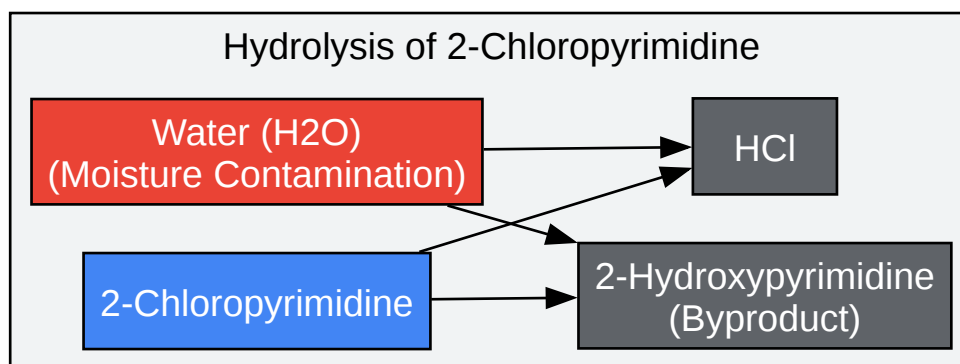 Hydrolysis of 2-Chloropyrimidine
Water (H2O)
(Moisture Contamination)
HCl
2-Chloropyrimidine
2-Hydroxypyrimidine
(Byproduct)